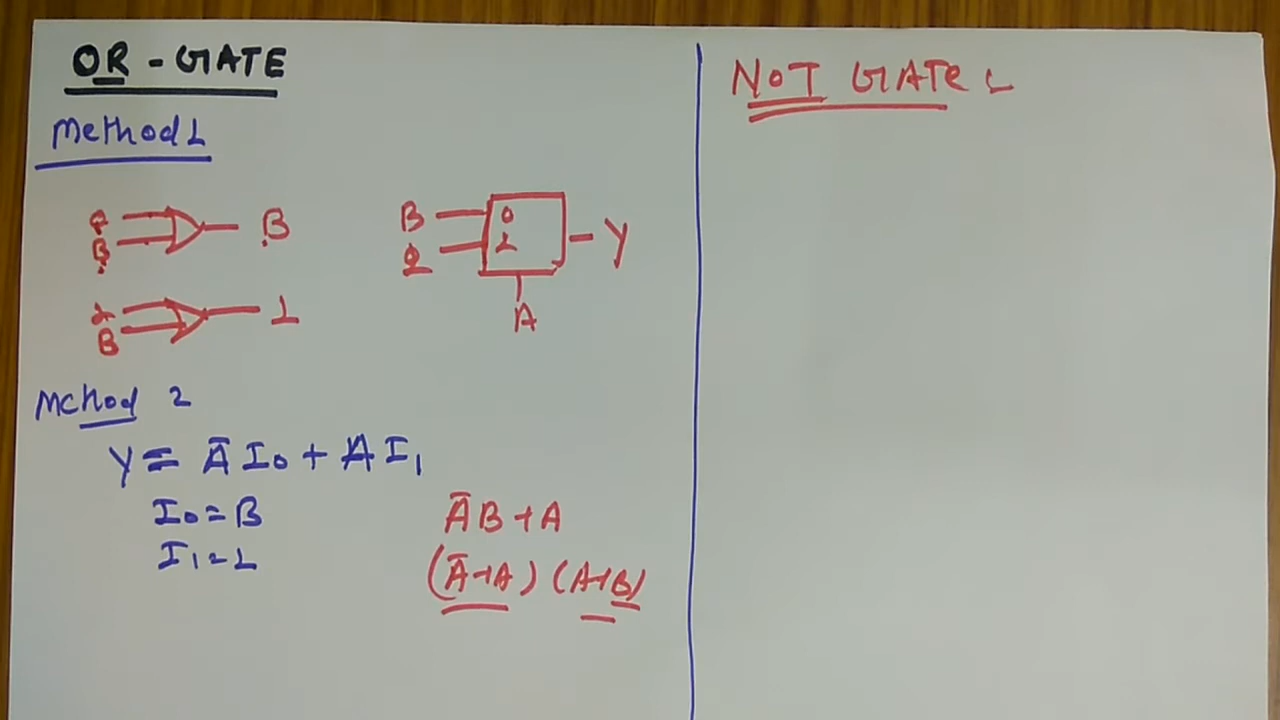 OR - GATE
Method 1
0
B
B
1
B
1
B
0
1
1
Y
A
Method 2
Y = A̅ I₀ + A I₁
I₀ = B
I₁ = 1
A̅B + A
(A̅+A) (A+B)
NOT GATE